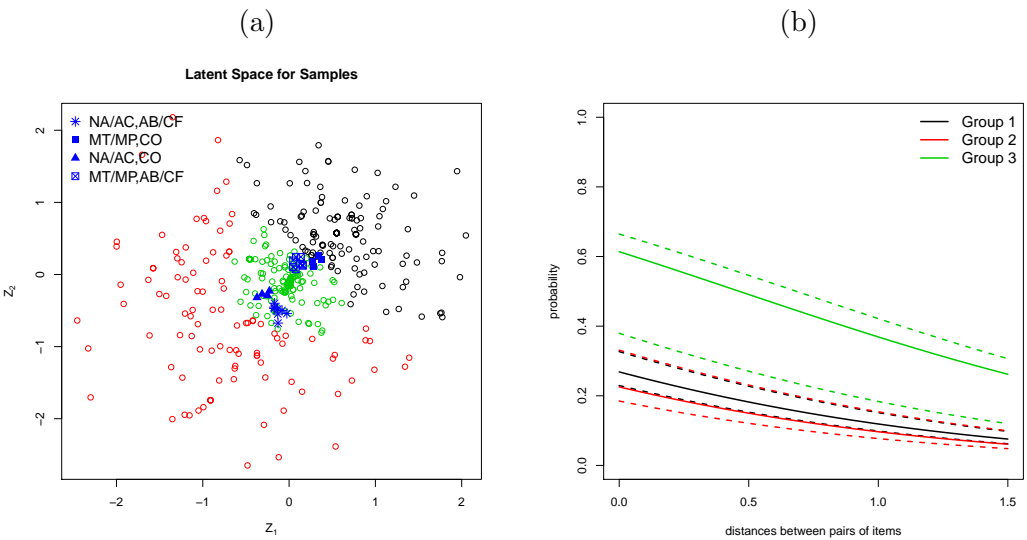 (a)
Latent Space for Samples
NA/AC,AB/CF
MT/MP,CO
NA/AC,CO
MT/MP,AB/CF
2
1
0
−1
−2
Z2
−2
−1
0
1
2
Z1
(b)
Group 1
Group 2
Group 3
1.0
0.8
0.6
0.4
0.2
0.0
probability
0.0
0.5
1.0
1.5
distances between pairs of items